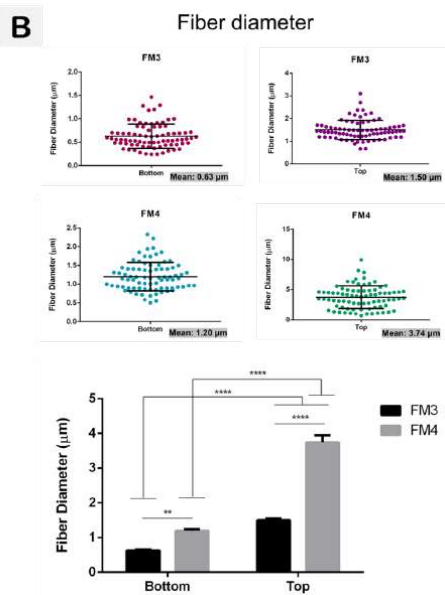 B
Fiber diameter
FM3
Fiber Diameter (μm)
2.0
1.5
1.0
0.5
0.0
Bottom
Mean: 0.63 μm
FM3
Fiber Diameter (μm)
4
3
2
1
0
Top
Mean: 1.50 μm
FM4
Fiber Diameter (μm)
2.5
2.0
1.5
1.0
0.5
0.0
Bottom
Mean: 1.20 μm
FM4
Fiber Diameter (μm)
15
10
5
0
Top
Mean: 3.74 μm
Fiber Diameter (μm)
5
4
3
2
1
0
****
****
****
**
FM3
FM4
Bottom
Top